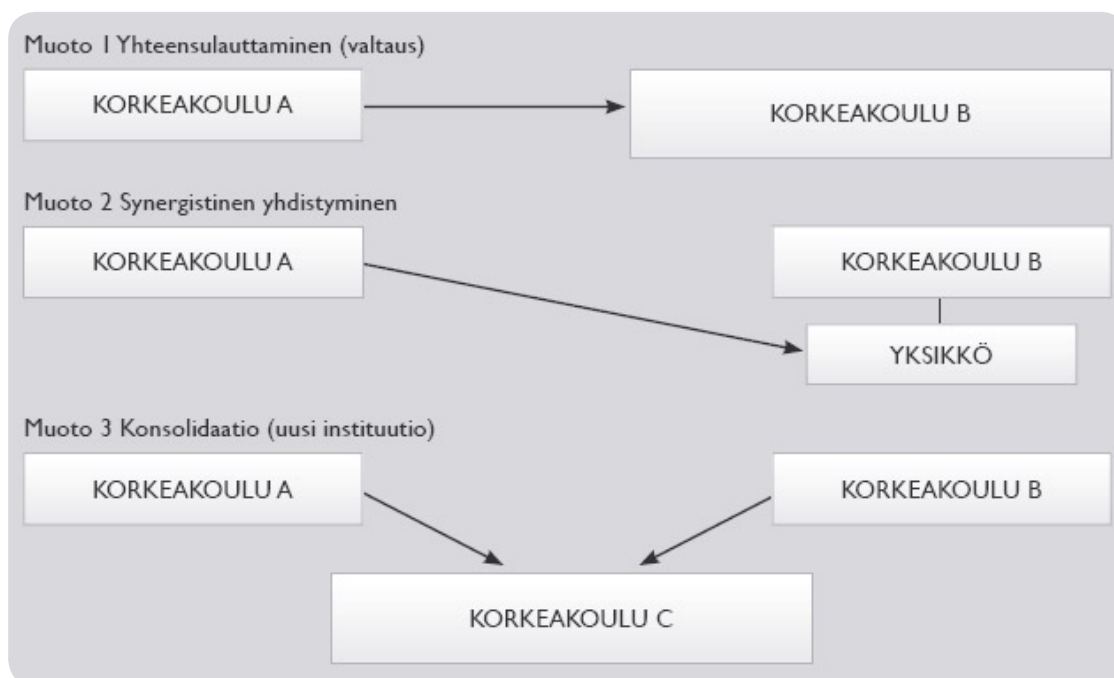 Muoto 1 Yhteensulauttaminen (valtaus)
KORKEAKOULU A
KORKEAKOULU B
Muoto 2 Synergistinen yhdistyminen
KORKEAKOULU A
KORKEAKOULU B
YKSIKKÖ
Muoto 3 Konsolidaatio (uusi instituutio)
KORKEAKOULU A
KORKEAKOULU B
KORKEAKOULU C